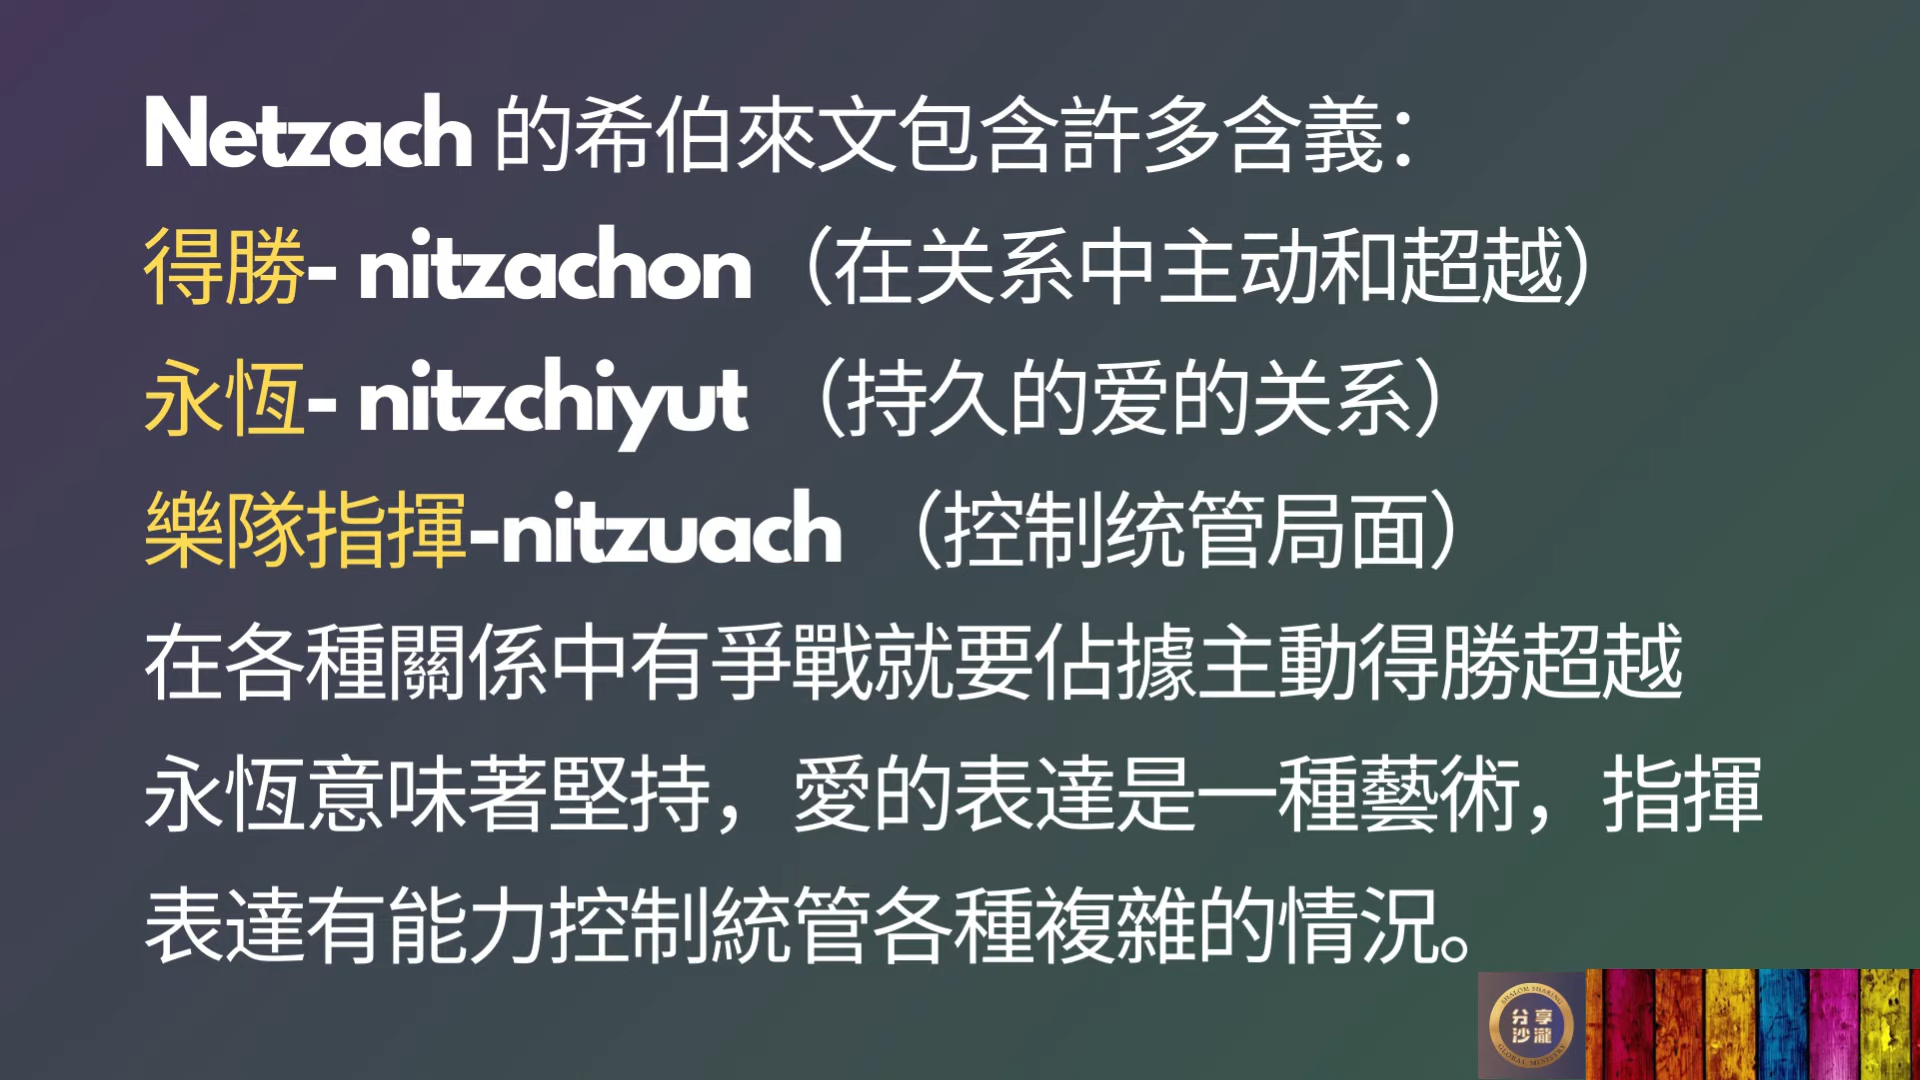 Netzach 的希伯來文包含許多含義：
得勝- nitzachon（在关系中主动和超越）
永恆- nitzchiyut （持久的爱的关系）
樂隊指揮-nitzuach （控制统管局面）
在各種關係中有爭戰就要佔據主動得勝超越
永恆意味著堅持，愛的表達是一種藝術，指揮
表達有能力控制統管各種複雜的情況。
SHALOM SHARING
分享
沙瀧
GLOBAL MINISTRY